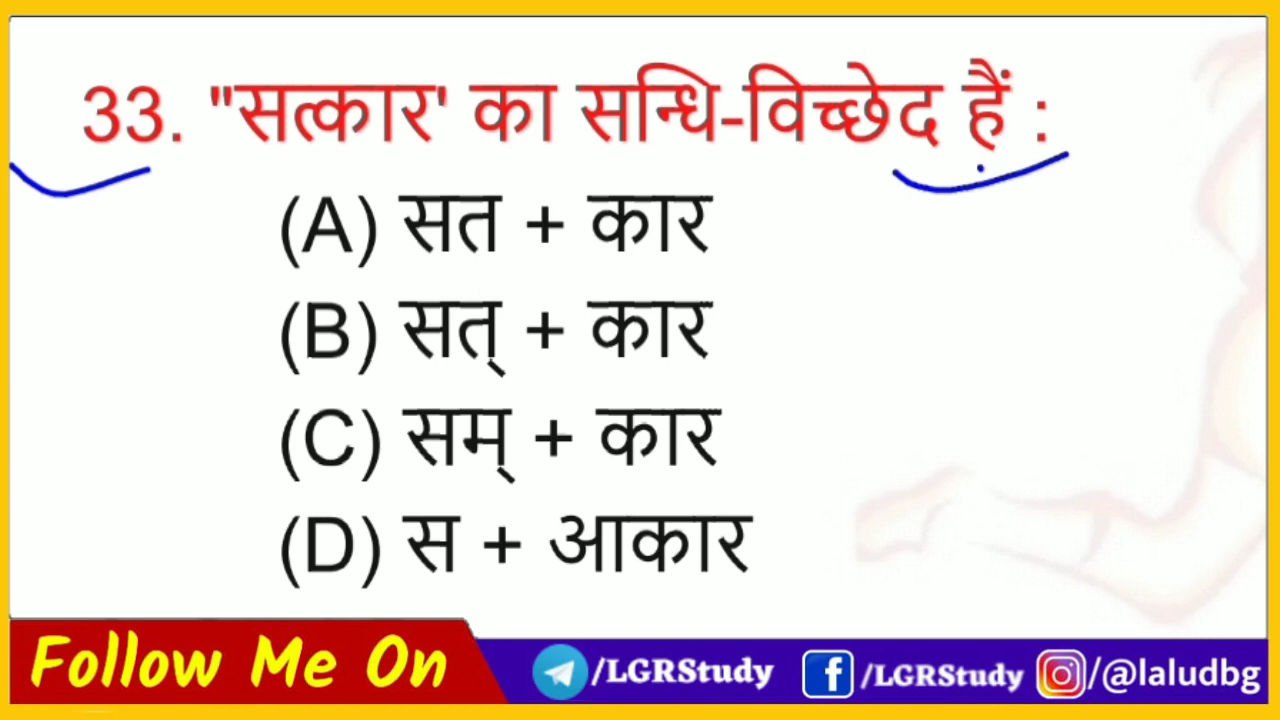 33. "सत्कार' का सन्धि-विच्छेद हैं :
(A) सत + कार
(B) सत् + कार
(C) सम् + कार
(D) स + आकार
Follow Me On /LGRStudy /LGRStudy /@laludbg